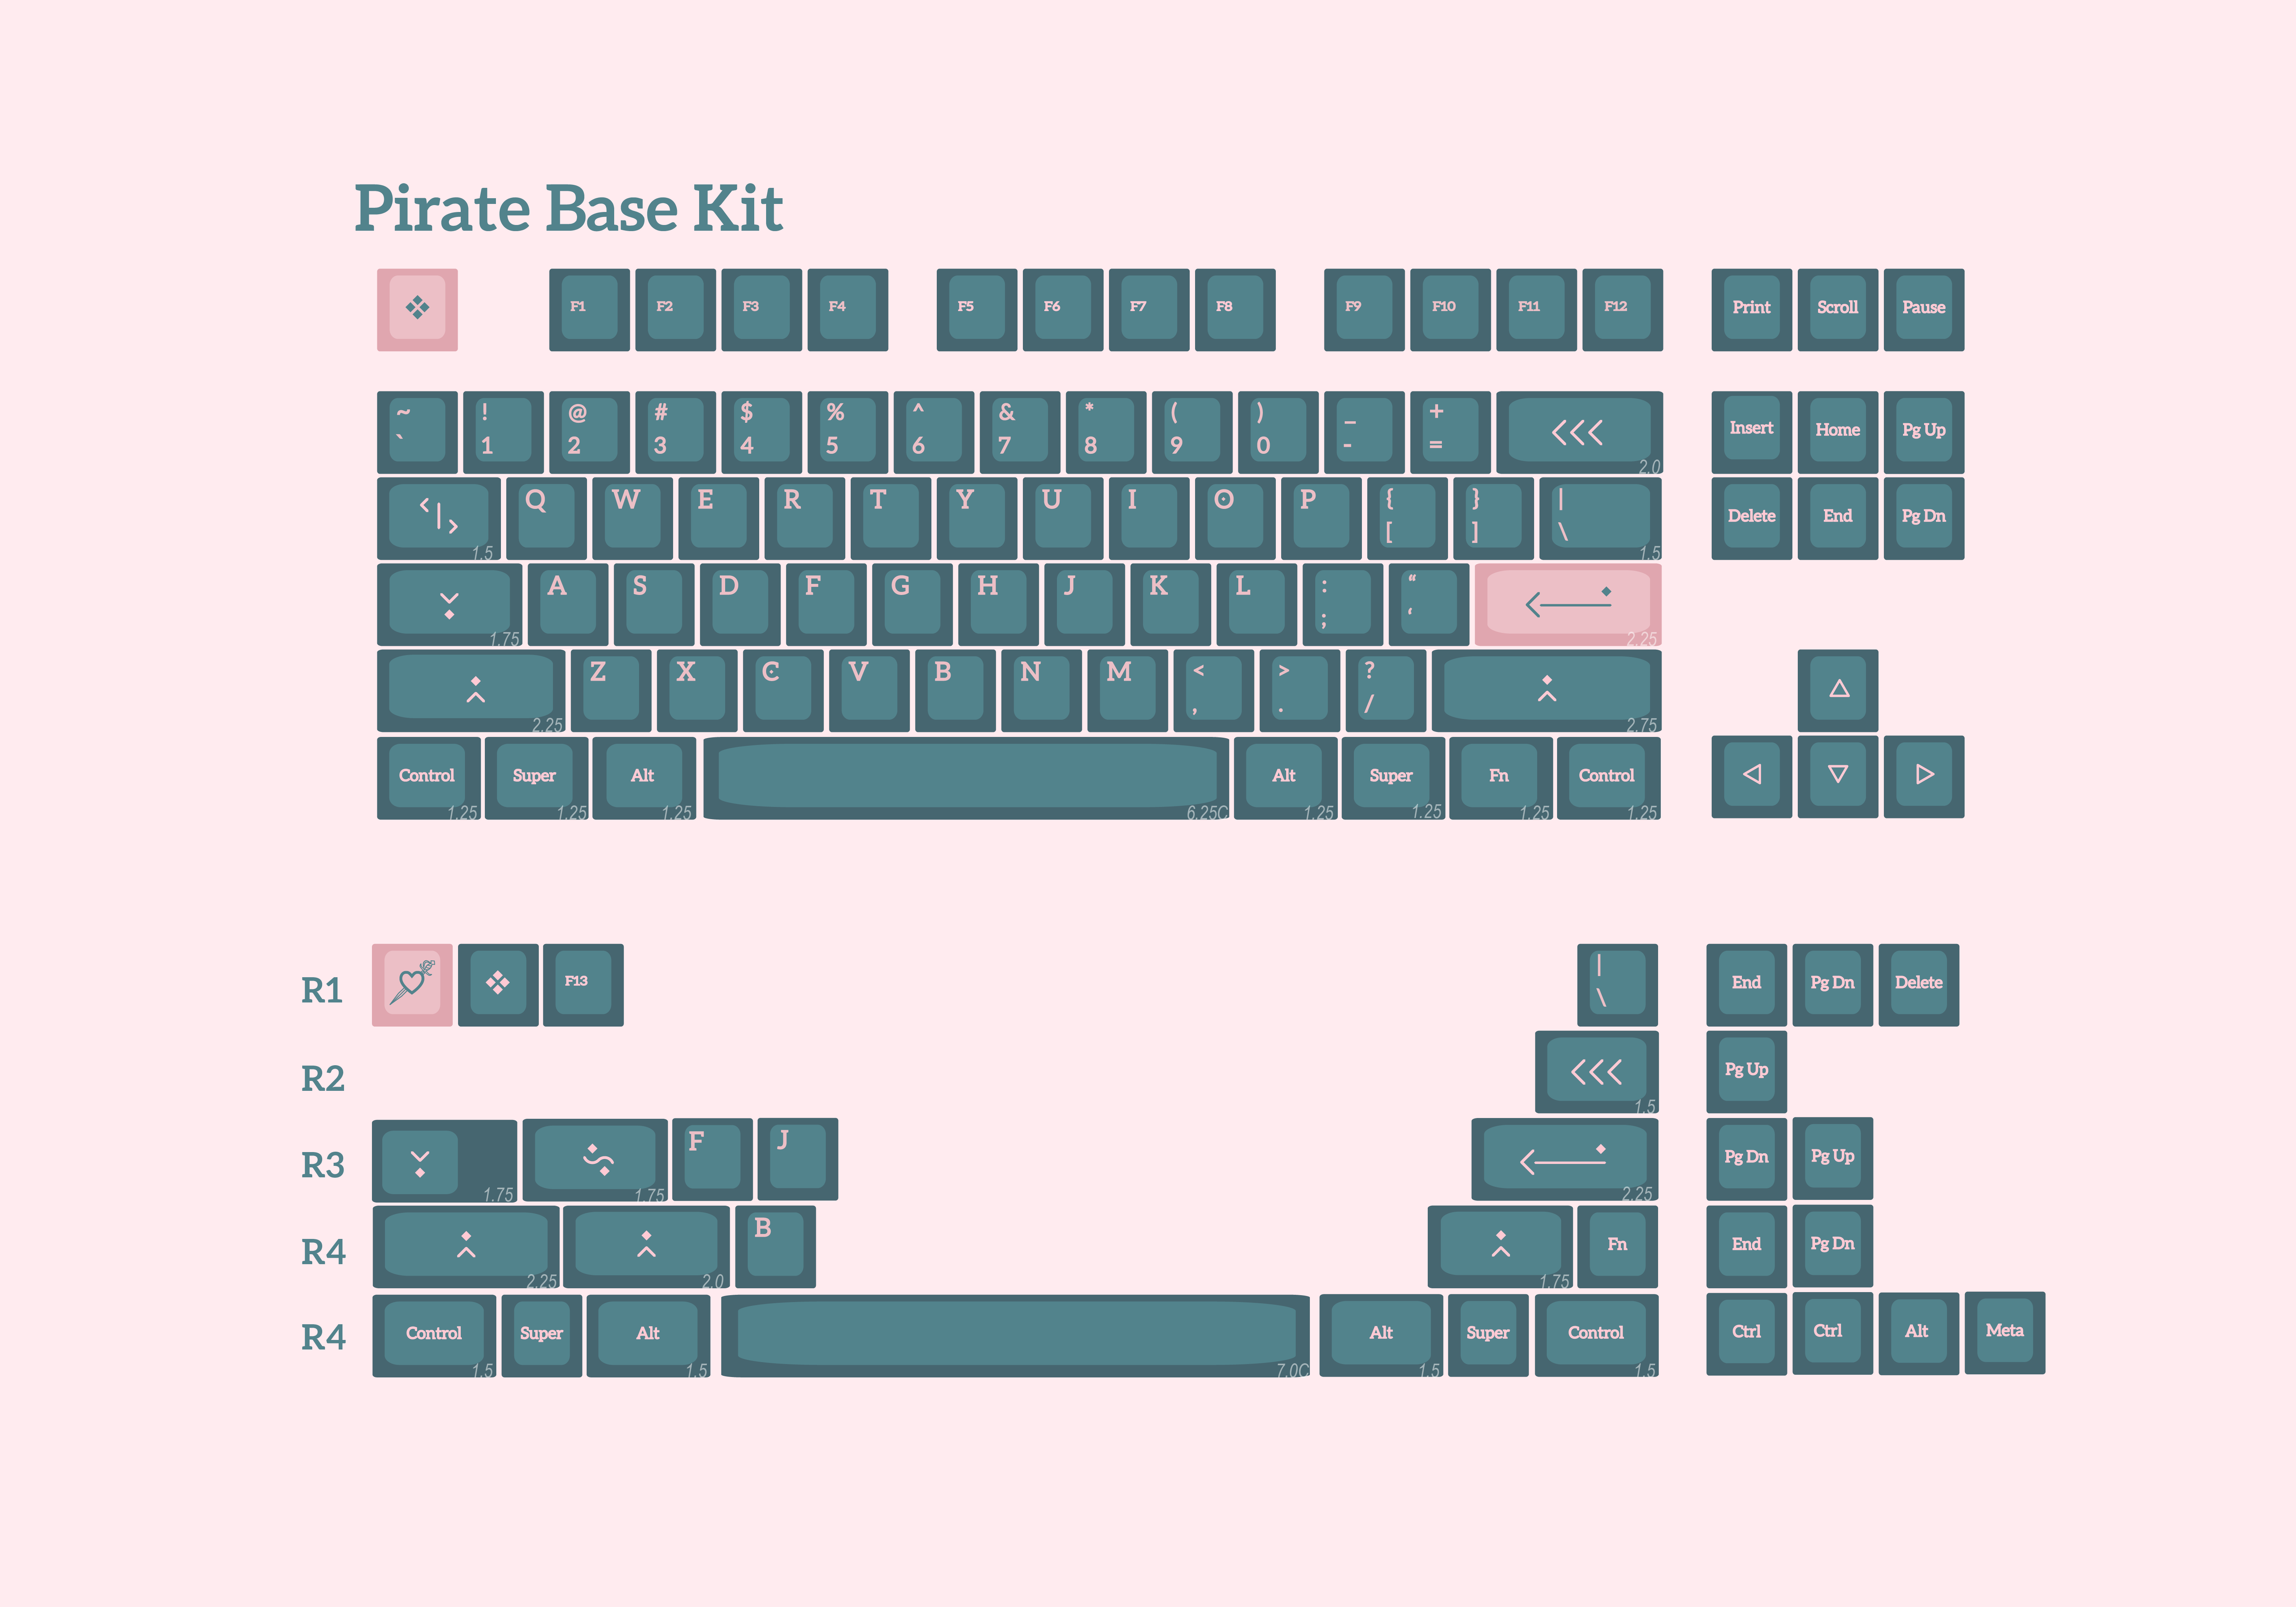 Pirate Base Kit
F1 F2 F3 F4 F5 F6 F7 F8 F9 F10 F11 F12 Print Scroll Pause
~ ! @ # $ % ^ & * ( ) _ +
` 1 2 3 4 5 6 7 8 9 0 - = 2.0 Insert Home Pg Up
Q W E R T Y U I O P { } |
[ ] \ Delete End Pg Dn
1.5 1.5
A S D F G H J K L : “
; ‘
1.75 2.25
Z X C V B N M < > ?
, . /
2.25 2.75
Control Super Alt Alt Super Fn Control
1.25 1.25 1.25 6.25C 1.25 1.25 1.25 1.25
R1 F13 | \ End Pg Dn Delete
R2 1.5 Pg Up
R3 1.75 1.75 F J 2.25 Pg Dn Pg Up
R4 2.25 2.0 B 1.75 Fn End Pg Dn
R4 Control Super Alt Alt Super Control Ctrl Ctrl Alt Meta
1.5 1.5 7.0C 1.5 1.5